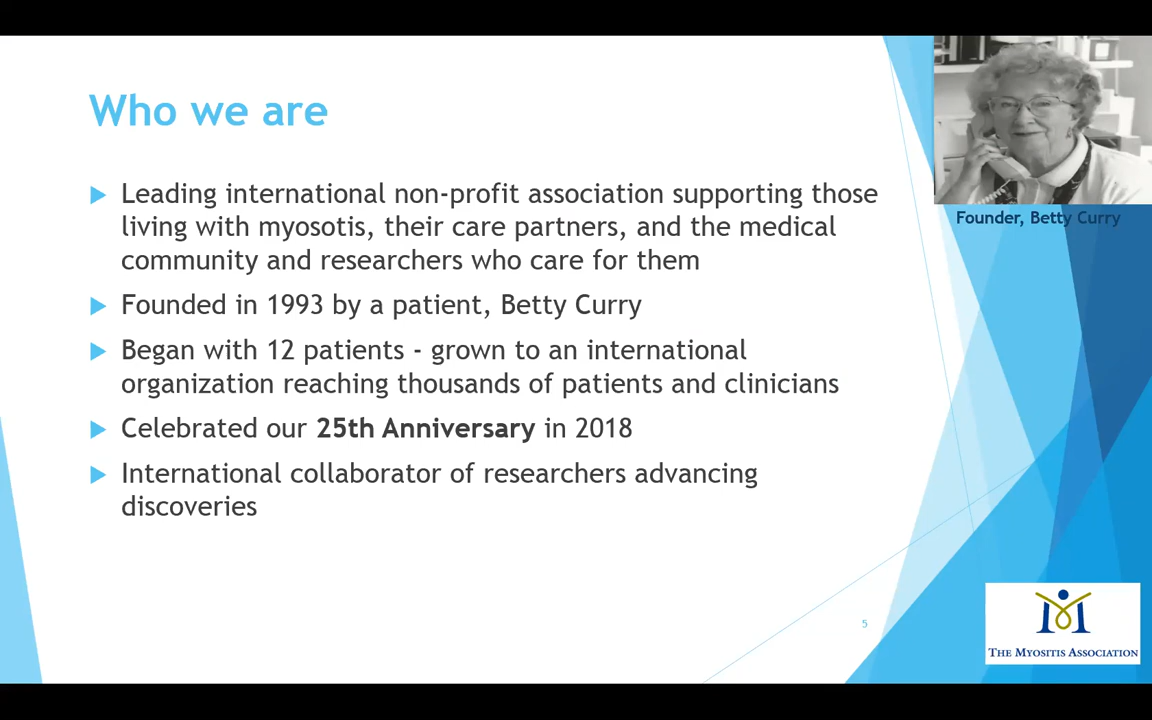 Who we are
Leading international non-profit association supporting those
living with myosotis, their care partners, and the medical
community and researchers who care for them
Founded in 1993 by a patient, Betty Curry
Began with 12 patients - grown to an international
organization reaching thousands of patients and clinicians
Celebrated our 25th Anniversary in 2018
International collaborator of researchers advancing
discoveries
Founder, Betty Curry
5
THE MYOSITIS ASSOCIATION